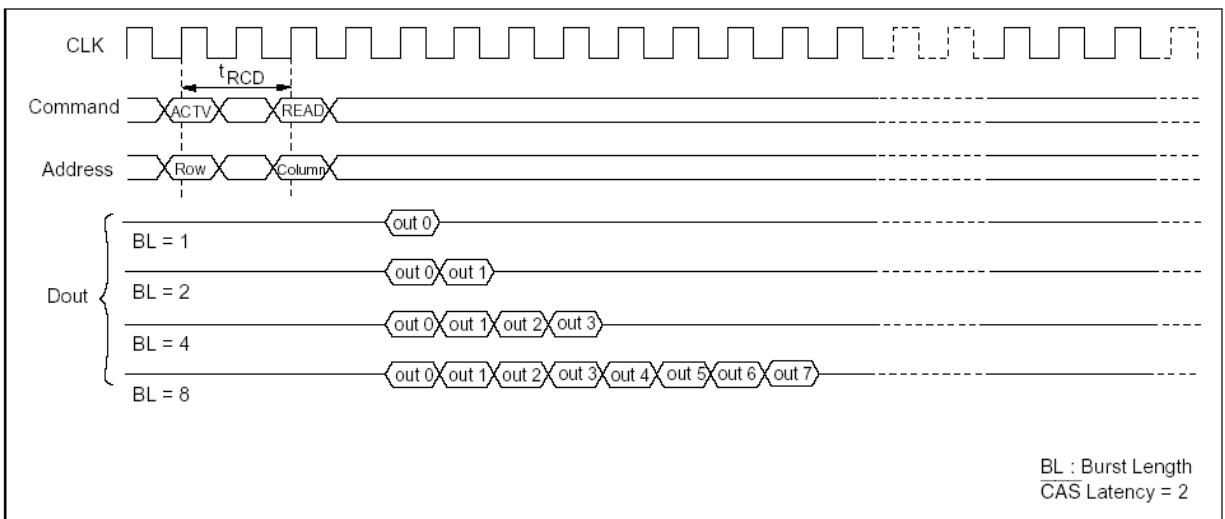 CLK
tRCD
Command ACTV READ
Address Row Column
out 0
BL = 1
out 0 out 1
BL = 2
Dout
out 0 out 1 out 2 out 3
BL = 4
out 0 out 1 out 2 out 3 out 4 out 5 out 6 out 7
BL = 8
BL : Burst Length
CAS Latency = 2